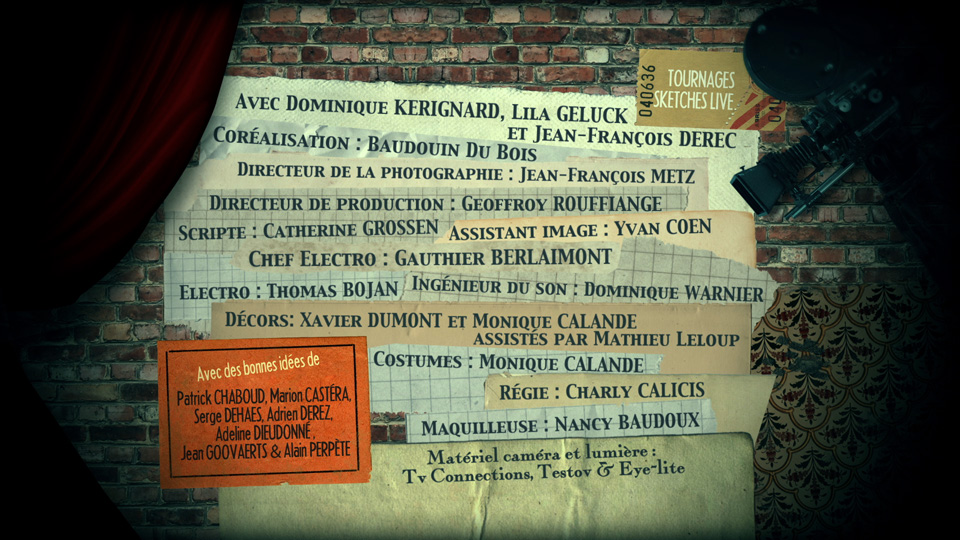 040636
TOURNAGES
SKETCHES LIVE.
Avec Dominique KERIGNARD, Lila GELUCK
et Jean-François DEREC
Coréalisation : Baudouin Du Bois
Directeur de la photographie : Jean-François METZ
Directeur de production : Geoffroy ROUFFIANGE
Scripte : Catherine GROSSEN
Assistant image : Yvan COEN
Chef Electro : Gauthier BERLAIMONT
Electro : Thomas BOJAN
Ingénieur du son : Dominique WARNIER
Décors: Xavier DUMONT et Monique CALANDE
assistés par Mathieu Leloup
Costumes : Monique CALANDE
Régie : Charly CALICIS
Maquilleuse : Nancy BAUDOUX
Avec des bonnes idées de
Patrick CHABOUD, Marion CASTÉRA,
Serge DEHAES, Adrien DEREZ,
Adeline DIEUDONNÉ ,
Jean GOOVAERTS & Alain PERPÈTE
Matériel caméra et lumière :
Tv Connections, Testov & Eye-lite